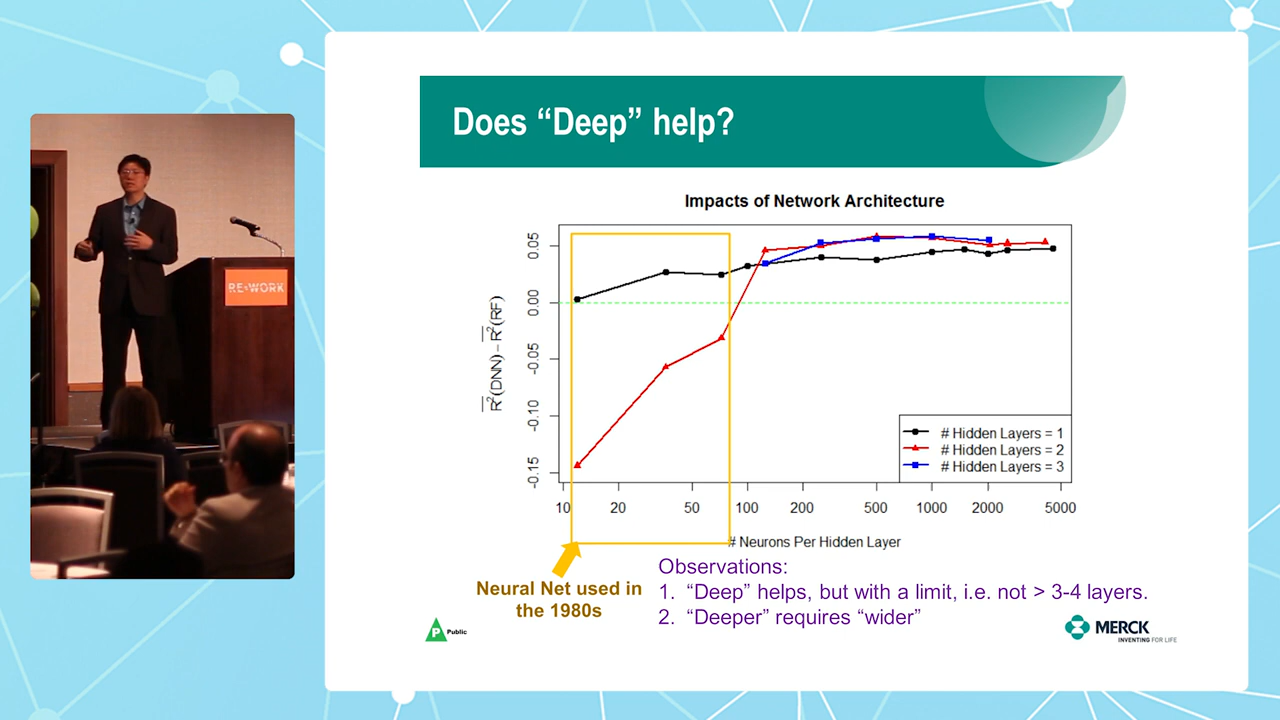 Does “Deep” help?
Impacts of Network Architecture
0.05
0.00
-0.05
-0.10
-0.15
R²(DNN) – R²(RF)
# Hidden Layers = 1
# Hidden Layers = 2
# Hidden Layers = 3
10 20 50 100 200 500 1000 2000 5000
# Neurons Per Hidden Layer
RE•WORK
Neural Net used in
the 1980s
Observations:
1. “Deep” helps, but with a limit, i.e. not > 3-4 layers.
2. “Deeper” requires “wider”
P Public
MERCK
INVENTING FOR LIFE